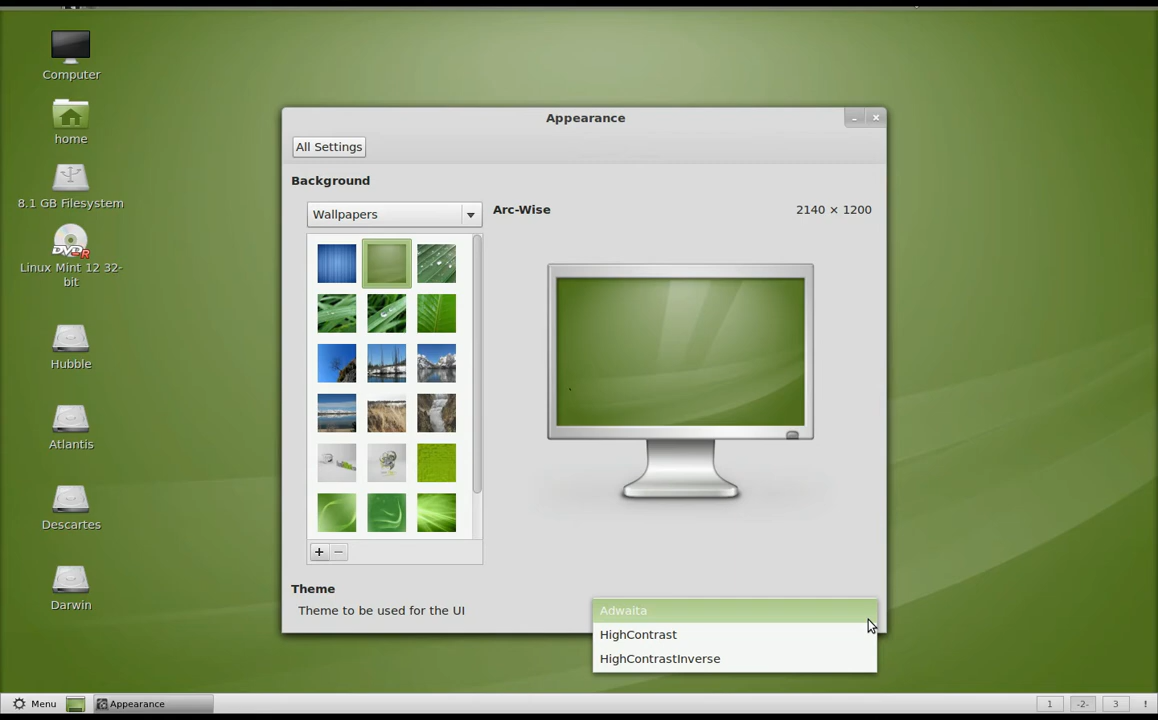 Computer
home
8.1 GB Filesystem
Linux Mint 12 32-
bit
Hubble
Atlantis
Descartes
Darwin
Appearance
All Settings
Background
Wallpapers
Arc-Wise
2140 × 1200
Theme
Theme to be used for the UI
Adwaita
HighContrast
HighContrastInverse
Menu
Appearance
1
-2-
3
!